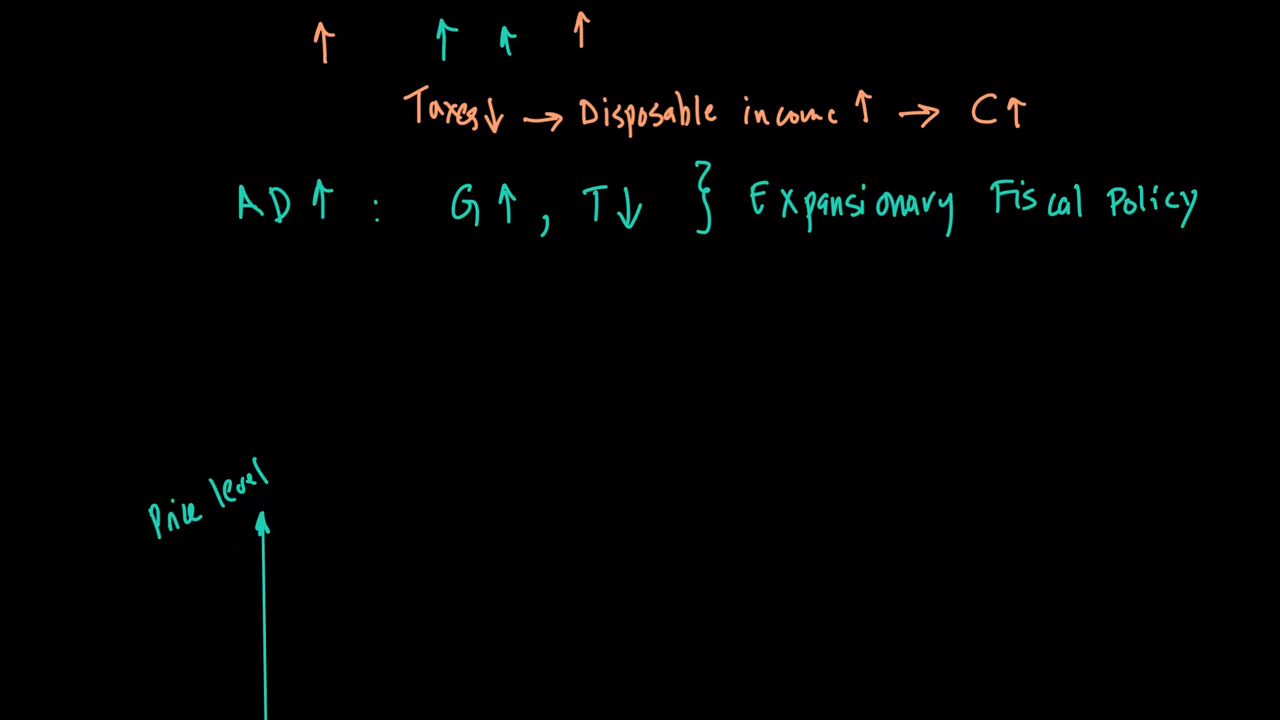 ↑ ↑ ↑ ↑
Taxes↓ → Disposable income ↑ → C↑
AD↑ : G↑, T↓ } Expansionary Fiscal Policy
Price level